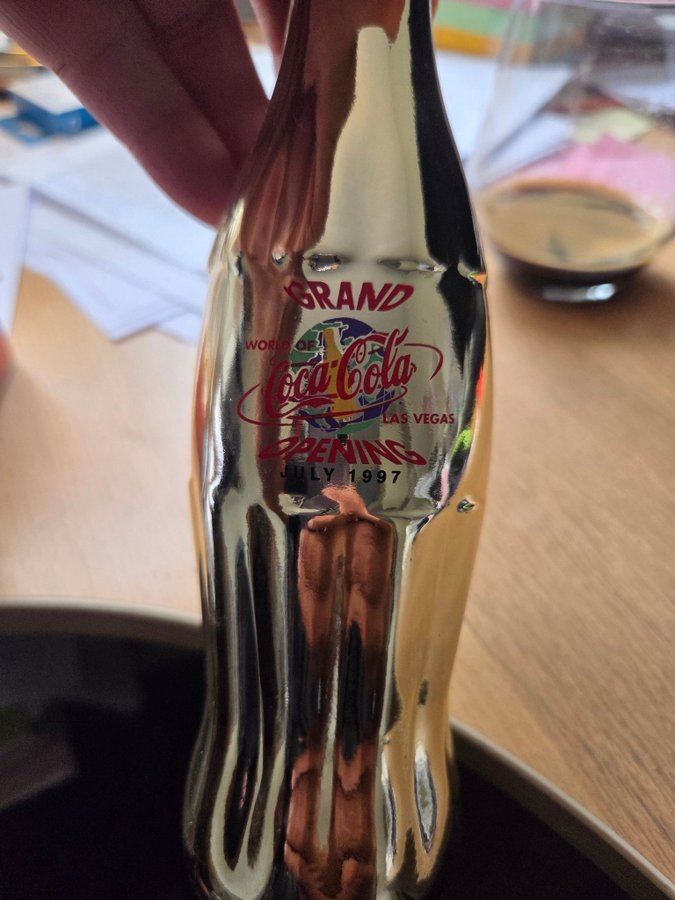 GRAND
WORLD OF
Coca-Cola
LAS VEGAS
OPENING
JULY 1997